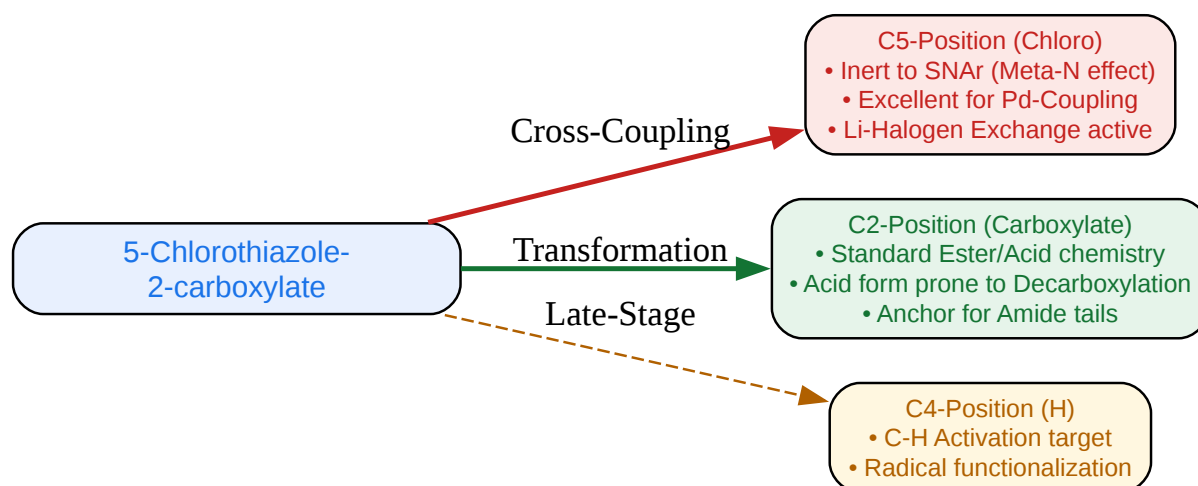 5-Chlorothiazole-
2-carboxylate
Cross-Coupling
C5-Position (Chloro)
• Inert to SNAr (Meta-N effect)
• Excellent for Pd-Coupling
• Li-Halogen Exchange active
Transformation
C2-Position (Carboxylate)
• Standard Ester/Acid chemistry
• Acid form prone to Decarboxylation
• Anchor for Amide tails
Late-Stage
C4-Position (H)
• C-H Activation target
• Radical functionalization